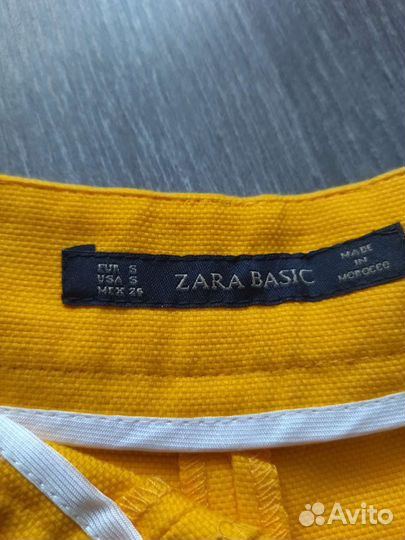 EUR S
USA S
MEX 26
ZARA BASIC
MADE
IN
MOROCCO
Avito